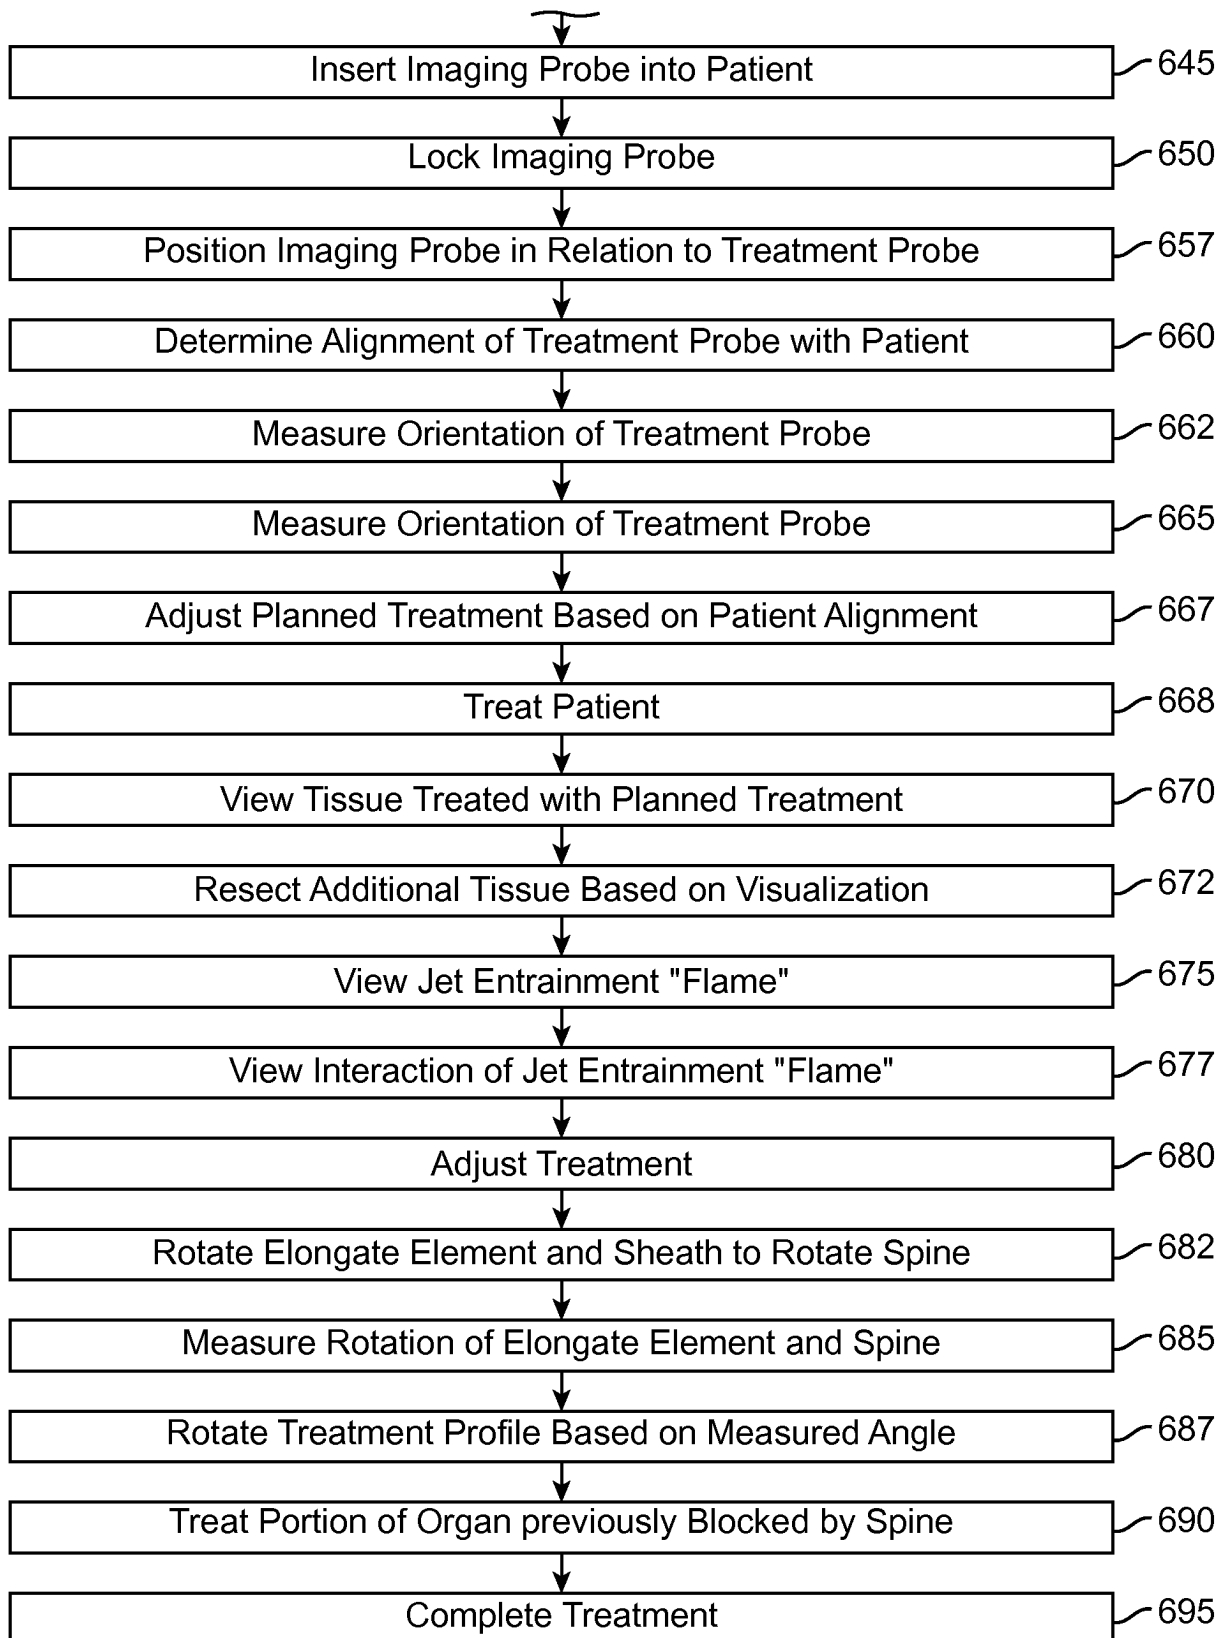 Insert Imaging Probe into Patient 645
Lock Imaging Probe 650
Position Imaging Probe in Relation to Treatment Probe 657
Determine Alignment of Treatment Probe with Patient 660
Measure Orientation of Treatment Probe 662
Measure Orientation of Treatment Probe 665
Adjust Planned Treatment Based on Patient Alignment 667
Treat Patient 668
View Tissue Treated with Planned Treatment 670
Resect Additional Tissue Based on Visualization 672
View Jet Entrainment "Flame" 675
View Interaction of Jet Entrainment "Flame" 677
Adjust Treatment 680
Rotate Elongate Element and Sheath to Rotate Spine 682
Measure Rotation of Elongate Element and Spine 685
Rotate Treatment Profile Based on Measured Angle 687
Treat Portion of Organ previously Blocked by Spine 690
Complete Treatment 695